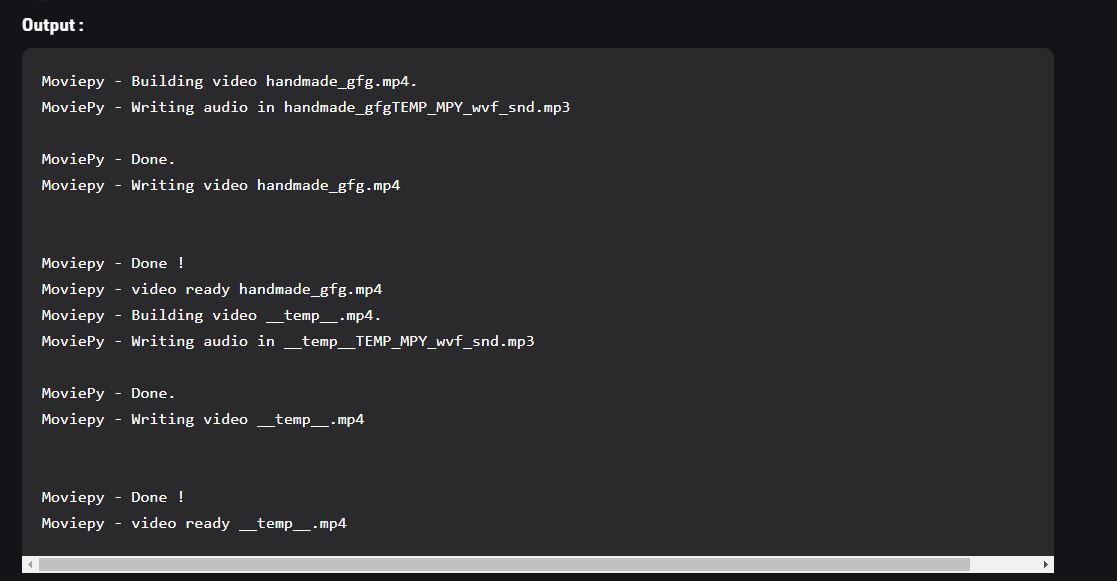 Output :
Moviepy - Building video handmade_gfg.mp4.
MoviePy - Writing audio in handmade_gfgTEMP_MPY_wvf_snd.mp3
MoviePy - Done.
Moviepy - Writing video handmade_gfg.mp4
Moviepy - Done !
Moviepy - video ready handmade_gfg.mp4
Moviepy - Building video __temp__.mp4.
MoviePy - Writing audio in __temp__TEMP_MPY_wvf_snd.mp3
MoviePy - Done.
Moviepy - Writing video __temp__.mp4
Moviepy - Done !
Moviepy - video ready __temp__.mp4